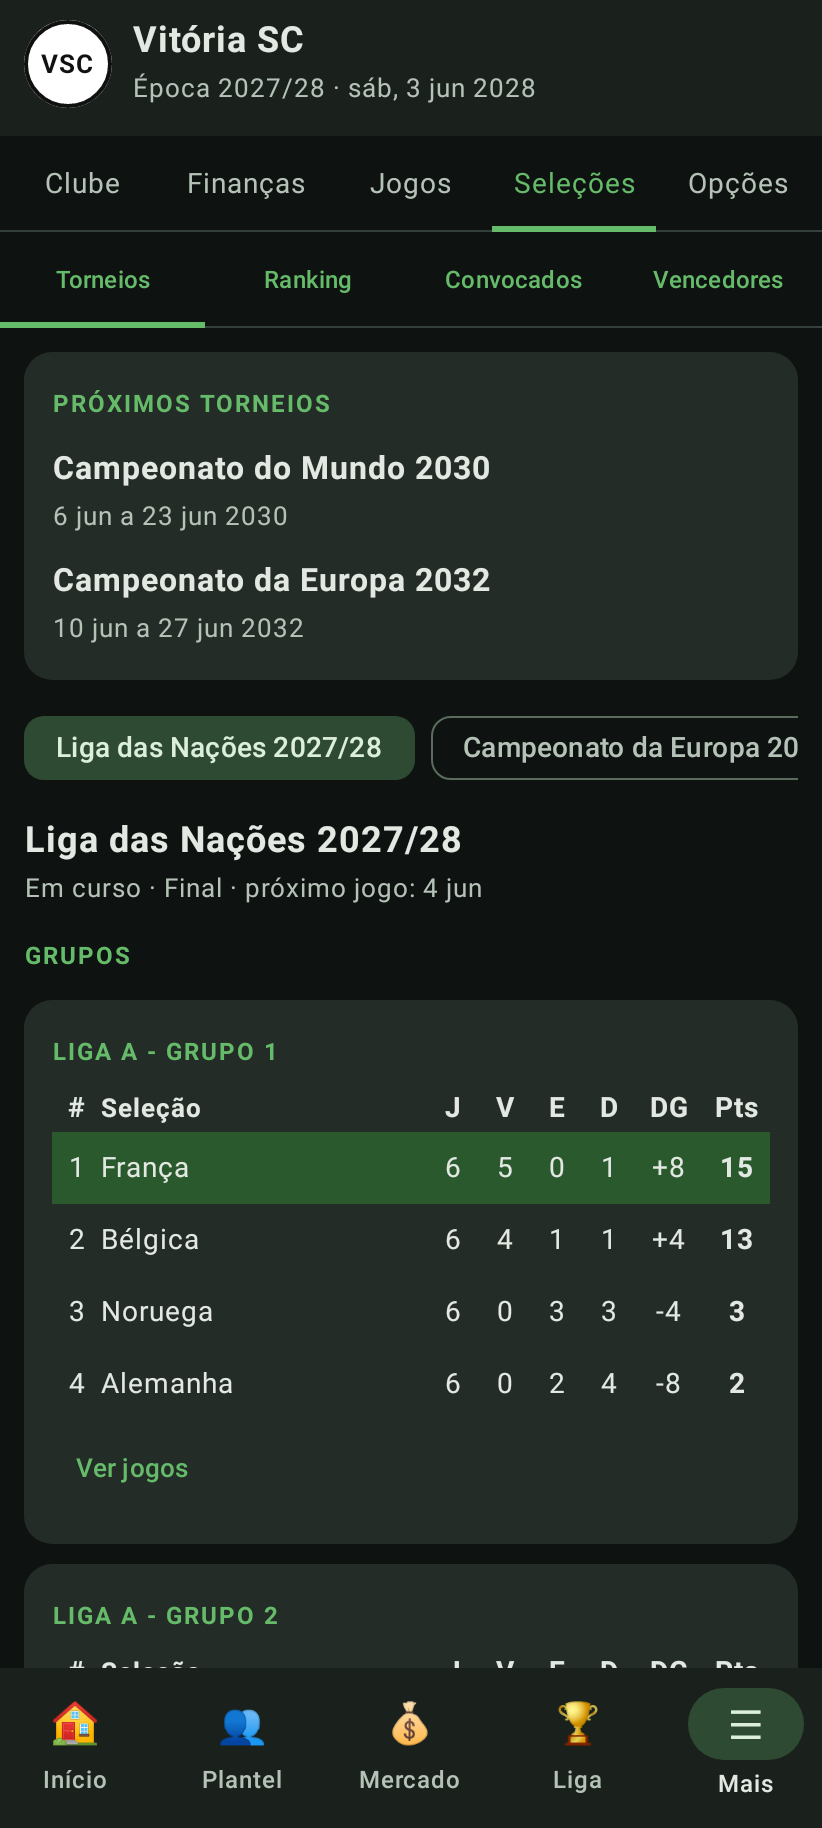 VSC
Vitória SC
Época 2027/28 · sáb, 3 jun 2028
Clube Finanças Jogos Seleções Opções
Torneios Ranking Convocados Vencedores
PRÓXIMOS TORNEIOS
Campeonato do Mundo 2030
6 jun a 23 jun 2030
Campeonato da Europa 2032
10 jun a 27 jun 2032
Liga das Nações 2027/28 Campeonato da Europa 20
Liga das Nações 2027/28
Em curso · Final · próximo jogo: 4 jun
GRUPOS
LIGA A - GRUPO 1
# Seleção J V E D DG Pts
1 França 6 5 0 1 +8 15
2 Bélgica 6 4 1 1 +4 13
3 Noruega 6 0 3 3 -4 3
4 Alemanha 6 0 2 4 -8 2
Ver jogos
LIGA A - GRUPO 2
# Seleção J V E D DG Pts
Início Plantel Mercado Liga Mais